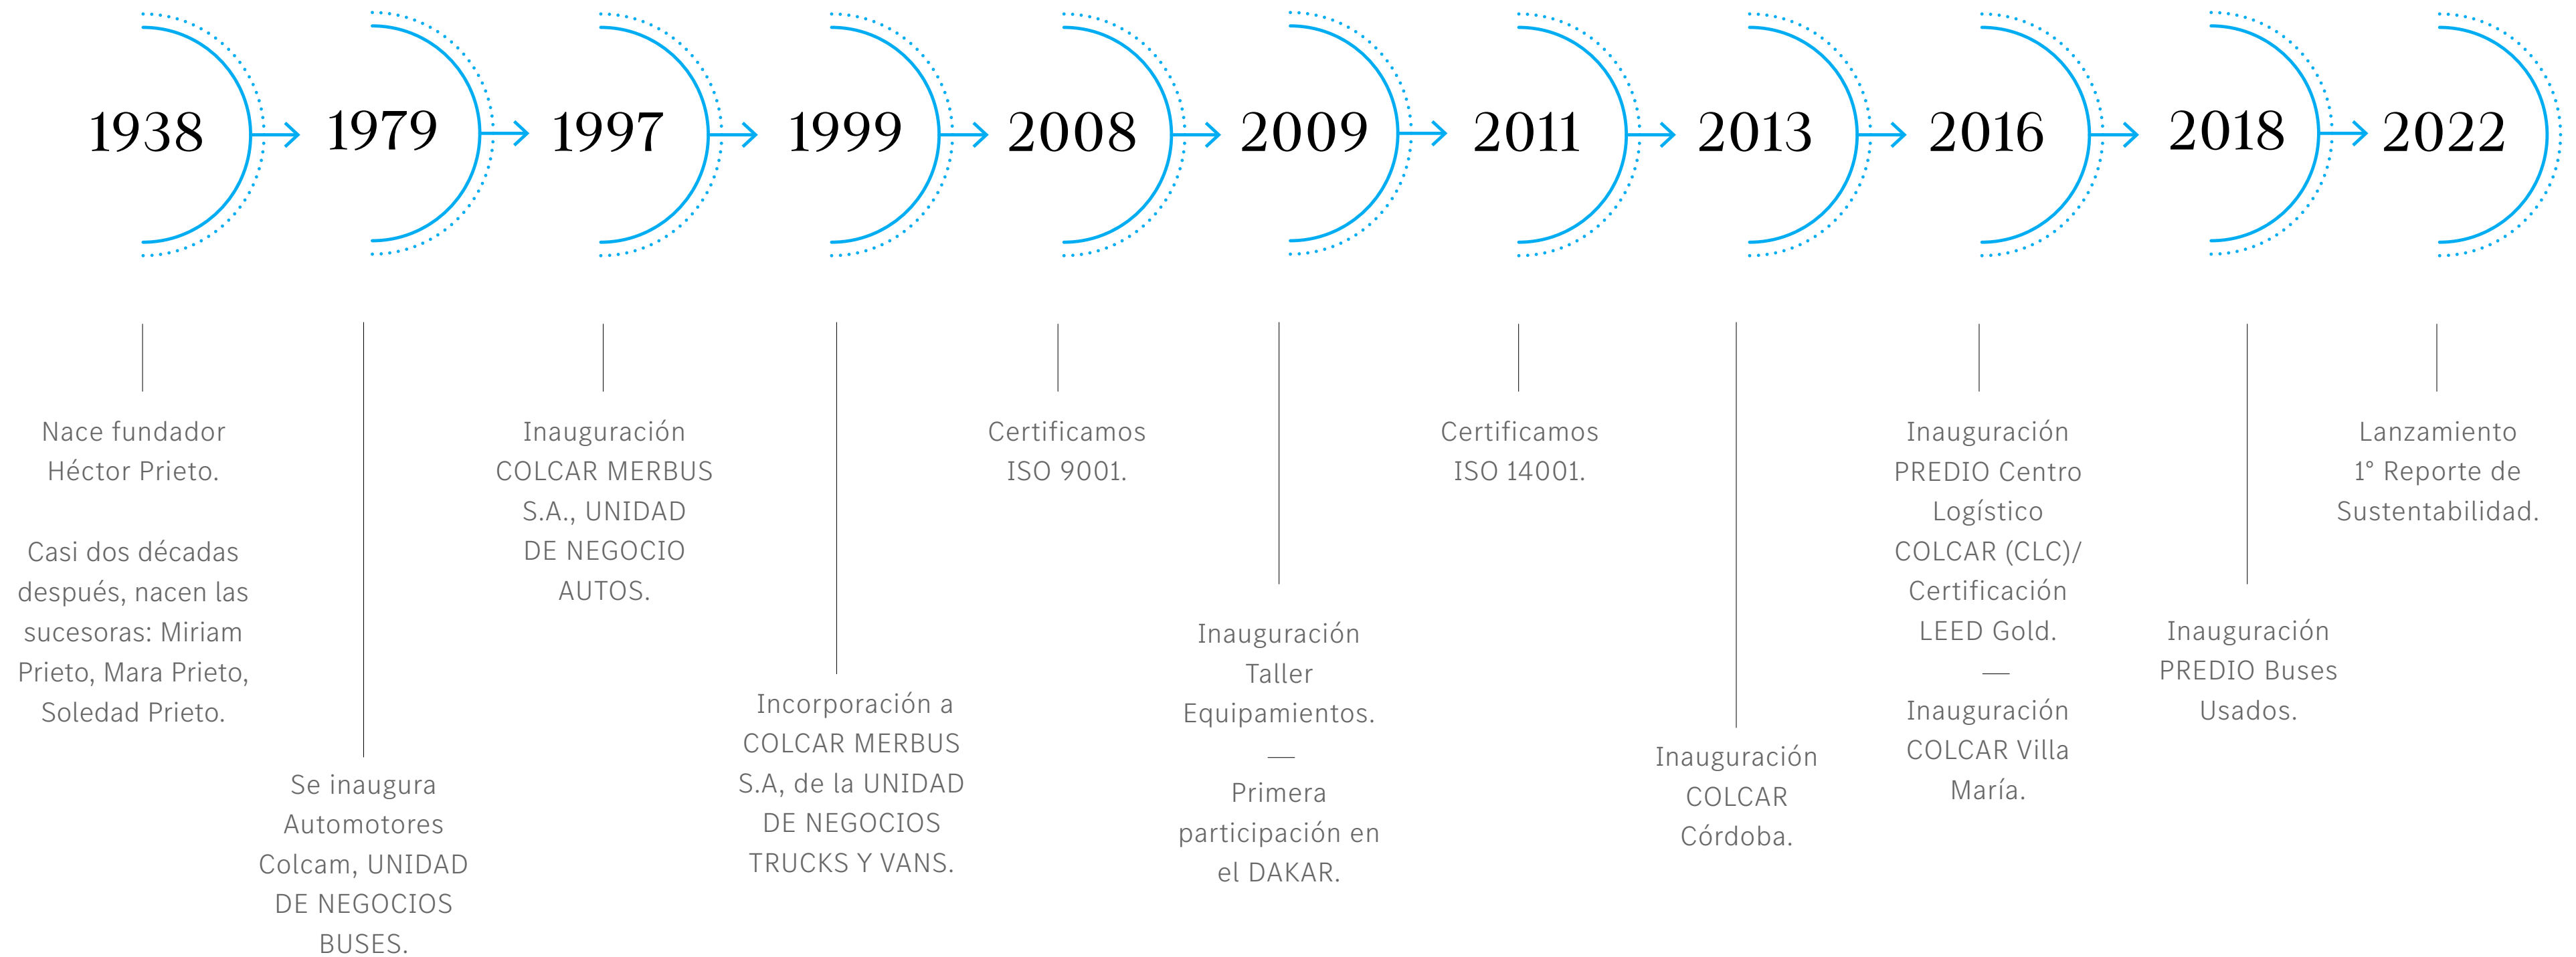 1938
1979
1997
1999
2008
2009
2011
2013
2016
2018
2022
Nace fundador
Héctor Prieto.
Casi dos décadas
después, nacen las
sucesoras: Miriam
Prieto, Mara Prieto,
Soledad Prieto.
Se inaugura
Automotores
Colcam, UNIDAD
DE NEGOCIOS
BUSES.
Inauguración
COLCAR MERBUS
S.A., UNIDAD
DE NEGOCIO
AUTOS.
Incorporación a
COLCAR MERBUS
S.A, de la UNIDAD
DE NEGOCIOS
TRUCKS Y VANS.
Certificamos
ISO 9001.
Inauguración
Taller
Equipamientos.
—
Primera
participación en
el DAKAR.
Certificamos
ISO 14001.
Inauguración
COLCAR
Córdoba.
Inauguración
PREDIO Centro
Logístico
COLCAR (CLC)/
Certificación
LEED Gold.
—
Inauguración
COLCAR Villa
María.
Inauguración
PREDIO Buses
Usados.
Lanzamiento
1° Reporte de
Sustentabilidad.